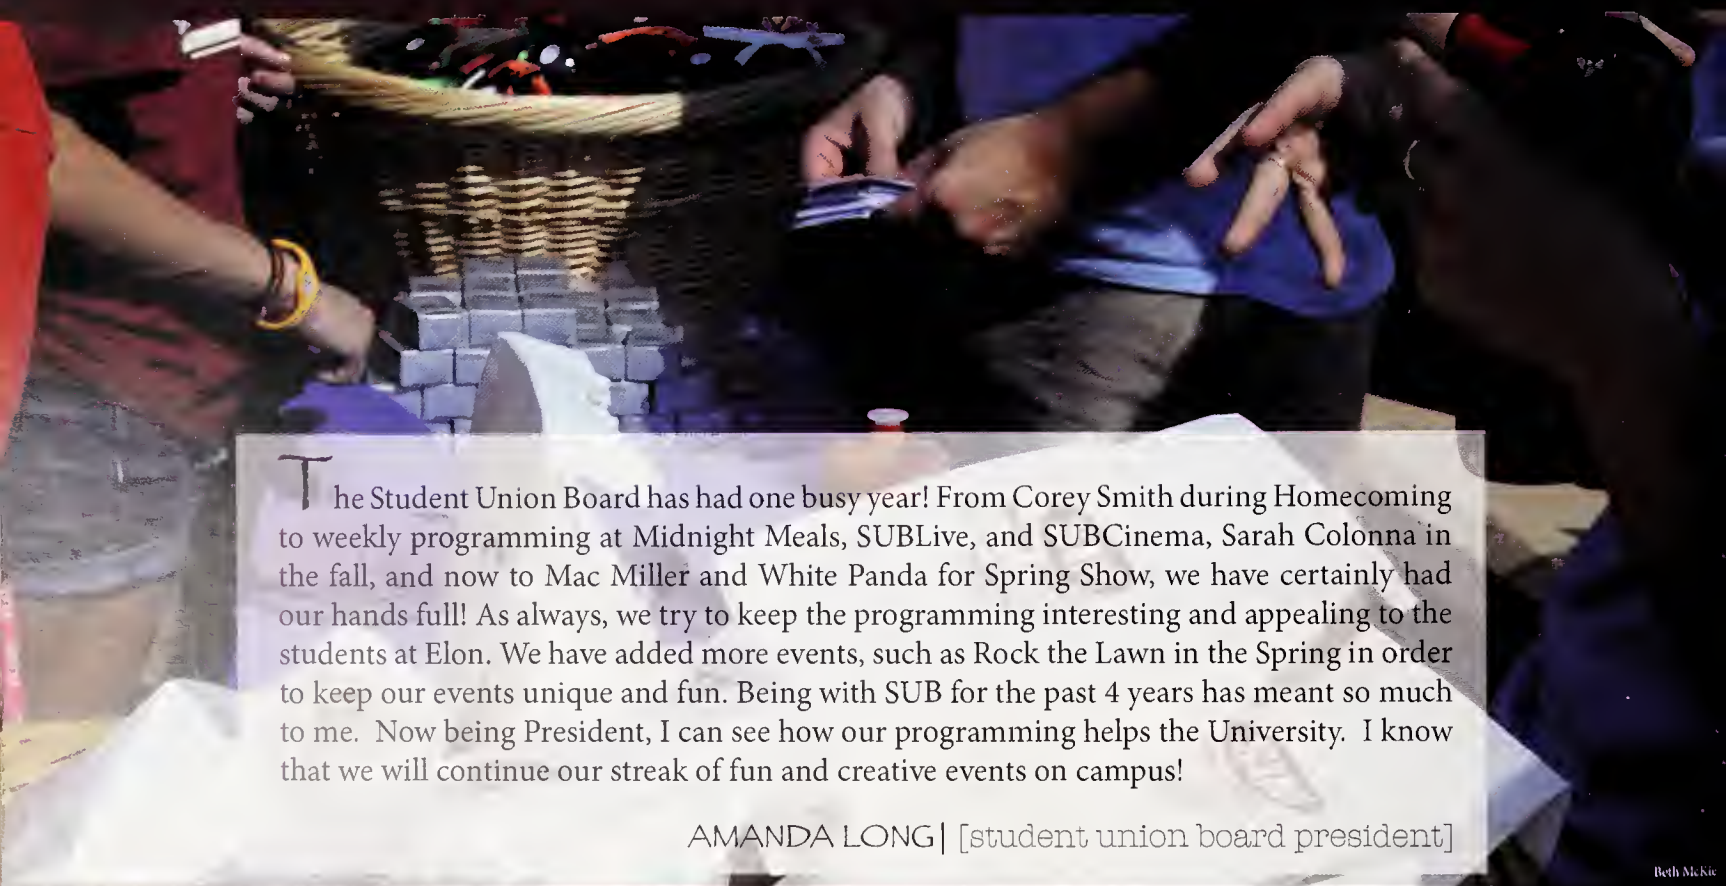 The Student Union Board has had one busy year! From Corey Smith during Homecoming
to weekly programming at Midnight Meals, SUBLive, and SUBCinema, Sarah Colonna in
the fall, and now to Mac Miller and White Panda for Spring Show, we have certainly had
our hands full! As always, we try to keep the programming interesting and appealing to the
students at Elon. We have added more events, such as Rock the Lawn in the Spring in order
to keep our events unique and fun. Being with SUB for the past 4 years has meant so much
to me. Now being President, I can see how our programming helps the University. I know
that we will continue our streak of fun and creative events on campus!
AMANDA LONG| [student union board president]
Beth McKie